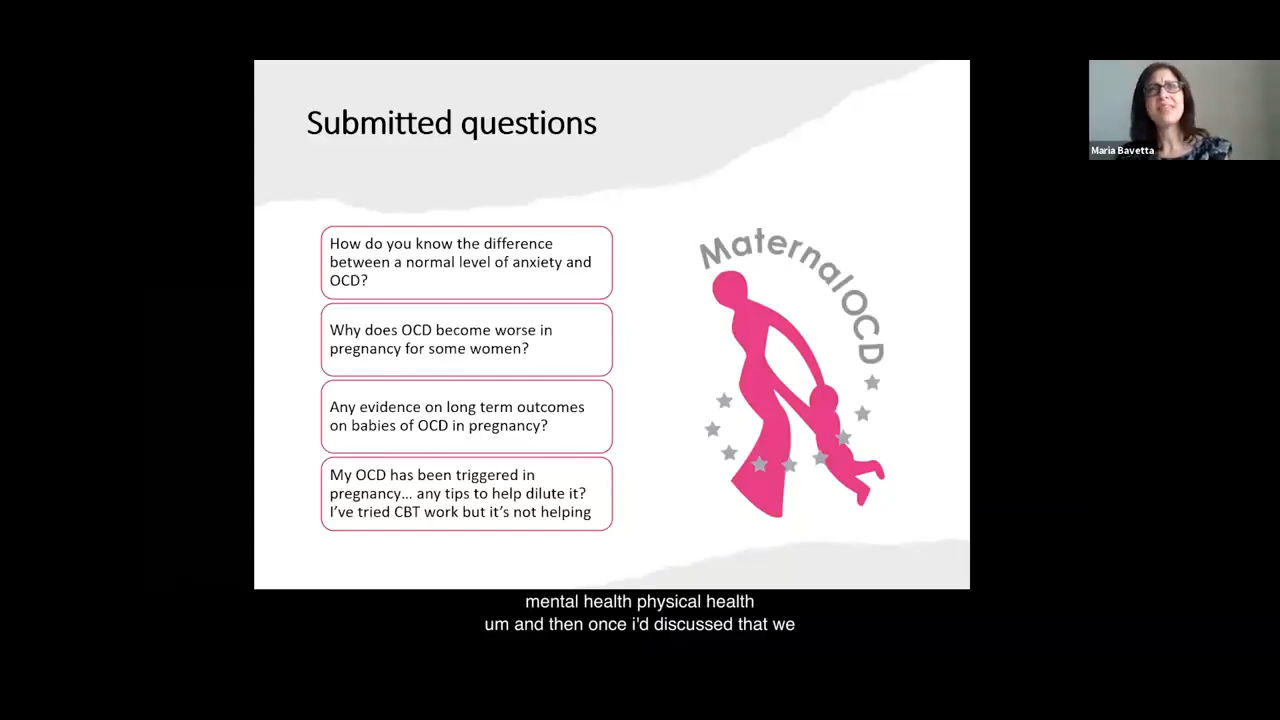 Submitted questions
Maria Bavetta
How do you know the difference
between a normal level of anxiety and
OCD?
Why does OCD become worse in
pregnancy for some women?
Any evidence on long term outcomes
on babies of OCD in pregnancy?
My OCD has been triggered in
pregnancy... any tips to help dilute it?
I've tried CBT work but it's not helping
MaternalOCD
mental health physical health
um and then once i'd discussed that we